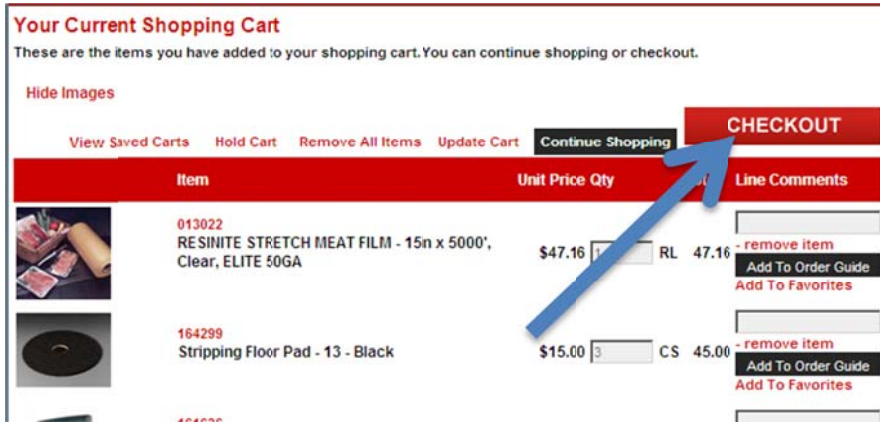 Your Current Shopping Cart
These are the items you have added to your shopping cart. You can continue shopping or checkout.
Hide Images
CHECKOUT
View Saved Carts Hold Cart Remove All Items Update Cart Continue Shopping
Item Unit Price Qty Line Comments
013022
RESINITE STRETCH MEAT FILM - 15n x 5000',
Clear, ELITE 50GA
$47.16 1 RL 47.16
- remove item
Add To Order Guide
Add To Favorites
164299
Stripping Floor Pad - 13 - Black
$15.00 3 CS 45.00
- remove item
Add To Order Guide
Add To Favorites